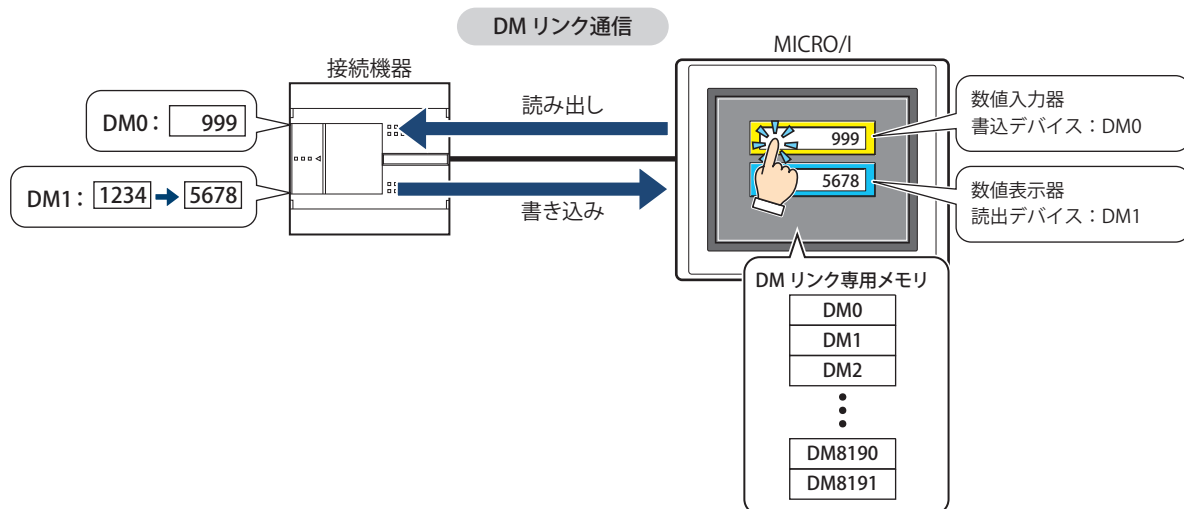 DM リンク通信
接続機器
MICRO/I
DM0： 999
DM1： 1234 5678
読み出し
書き込み
999
5678
数値入力器
書込デバイス：DM0
数値表示器
読出デバイス：DM1
DM リンク専用メモリ
DM0
DM1
DM2
DM8190
DM8191